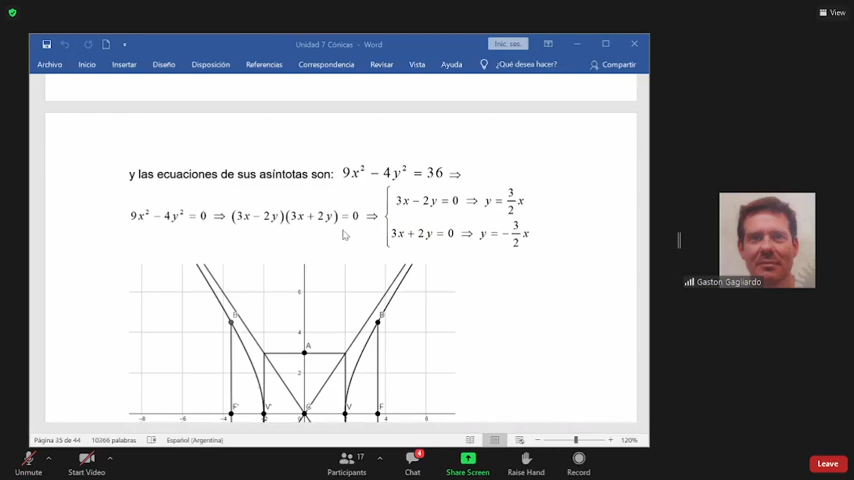 View
Unidad 7 Cónicas - Word
Inic. ses.
Archivo Inicio Insertar Diseño Disposición Referencias Correspondencia Revisar Vista Ayuda ¿Qué desea hacer? Compartir
y las ecuaciones de sus asíntotas son: 9x² − 4y² = 36 ⇒
9x² − 4y² = 0 ⇒ (3x − 2y)(3x + 2y) = 0 ⇒
3x − 2y = 0 ⇒ y = 3/2 x
3x + 2y = 0 ⇒ y = − 3/2 x
6
B' B
4
A
2
F' V' C V F
-8 -6 -2 0 4 6
Gaston Gagliardo
Página 35 de 44 10366 palabras Español (Argentina) 120%
17 4
Unmute Start Video Participants Chat Share Screen Raise Hand Record Leave